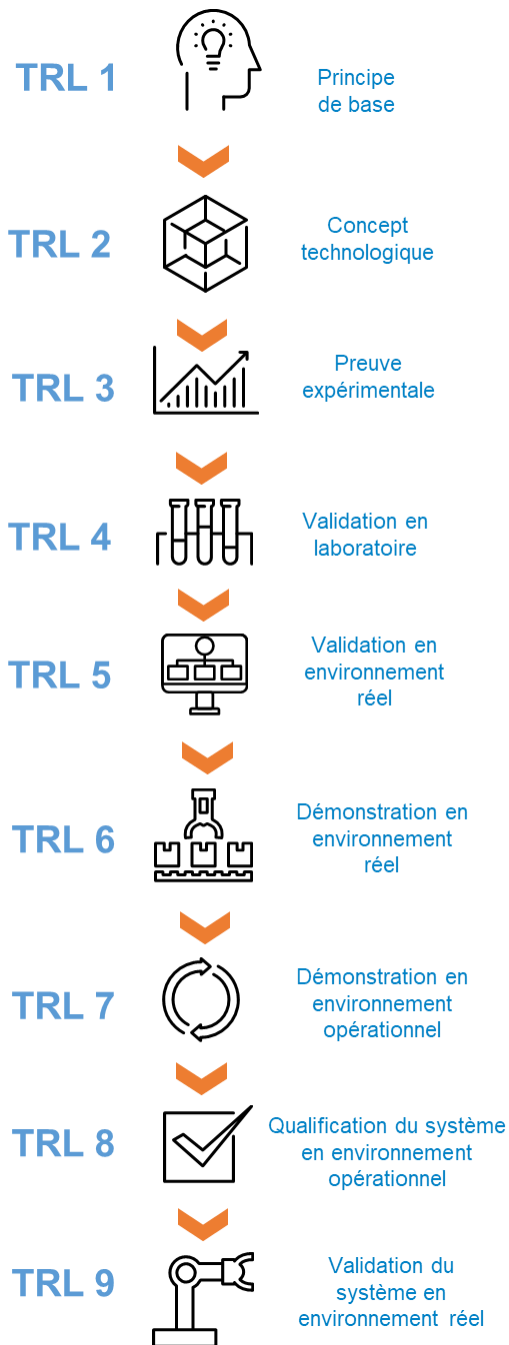 TRL 1
Principe
de base
TRL 2
Concept
technologique
TRL 3
Preuve
expérimentale
TRL 4
Validation en
laboratoire
TRL 5
Validation en
environnement
réel
TRL 6
Démonstration en
environnement
réel
TRL 7
Démonstration en
environnement
opérationnel
TRL 8
Qualification du système
en environnement
opérationnel
TRL 9
Validation du
système en
environnement réel